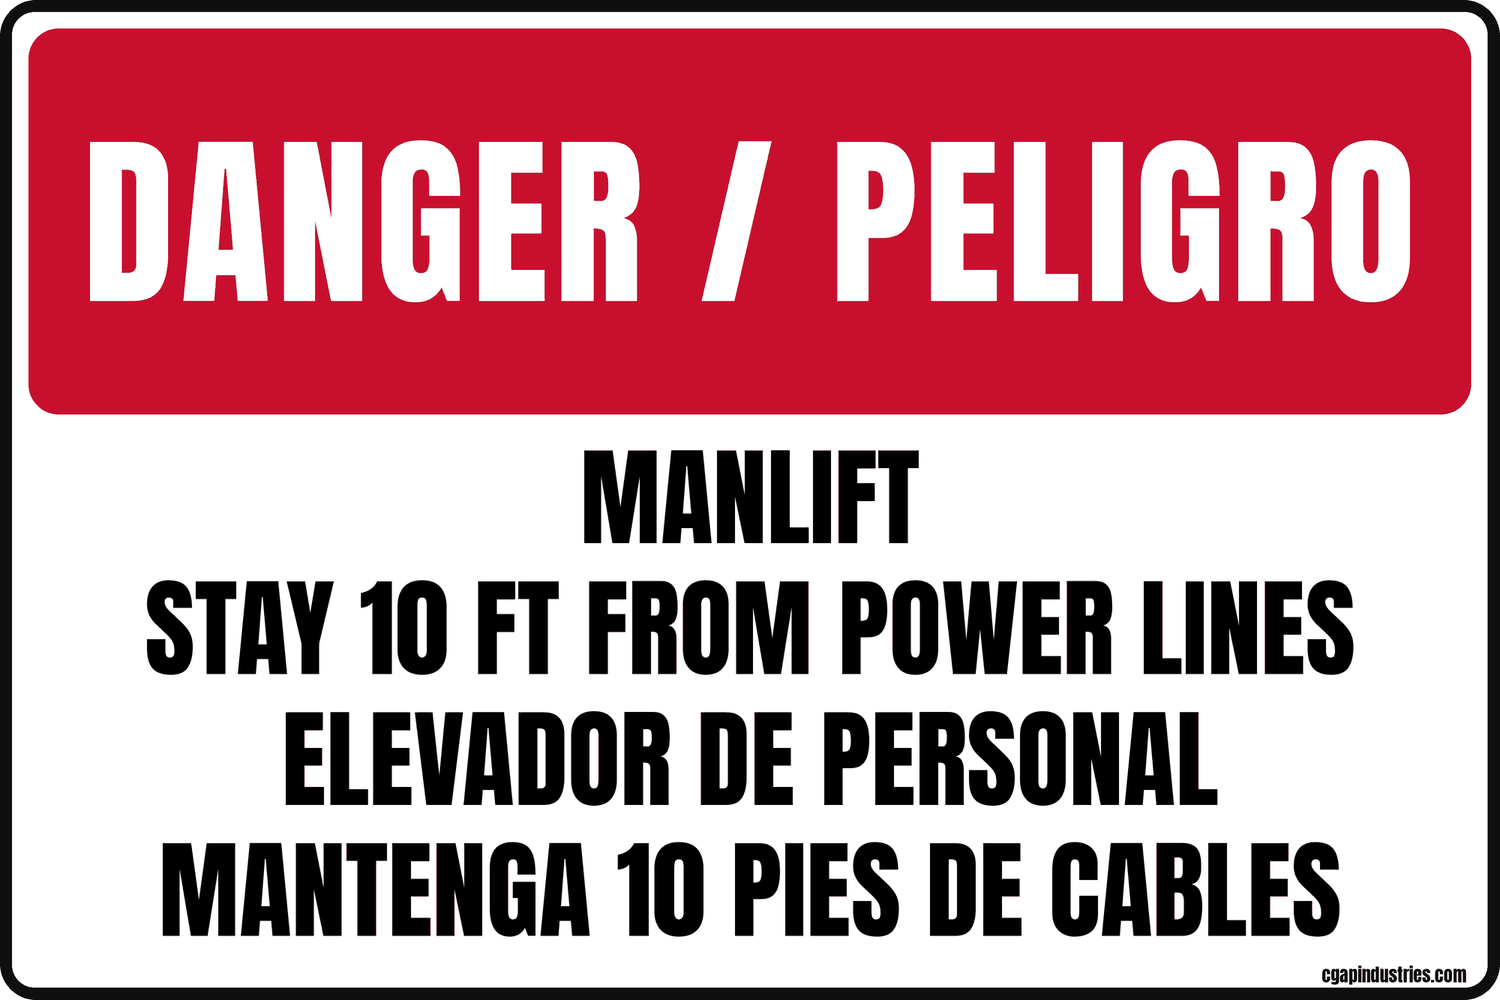 DANGER / PELIGRO
MANLIFT
STAY 10 FT FROM POWER LINES
ELEVADOR DE PERSONAL
MANTENGA 10 PIES DE CABLES
cgapindustries.com